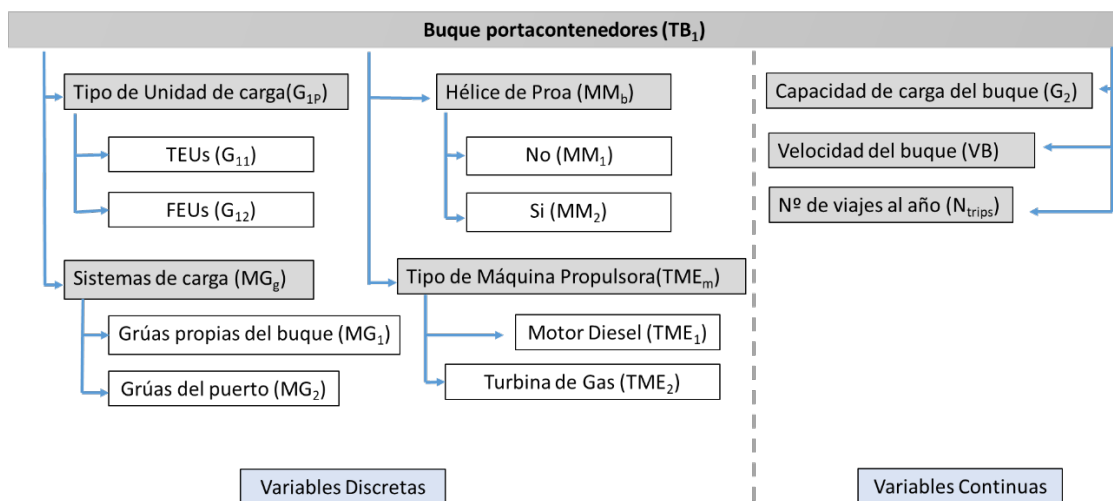 Buque portacontenedores (TB₁)
Tipo de Unidad de carga(G₁P)
TEUs (G₁₁)
FEUs (G₁₂)
Sistemas de carga (MGg)
Grúas propias del buque (MG₁)
Grúas del puerto (MG₂)
Hélice de Proa (MMb)
No (MM₁)
Si (MM₂)
Tipo de Máquina Propulsora(TMEm)
Motor Diesel (TME₁)
Turbina de Gas (TME₂)
Capacidad de carga del buque (G₂)
Velocidad del buque (VB)
Nº de viajes al año (Ntrips)
Variables Discretas
Variables Continuas